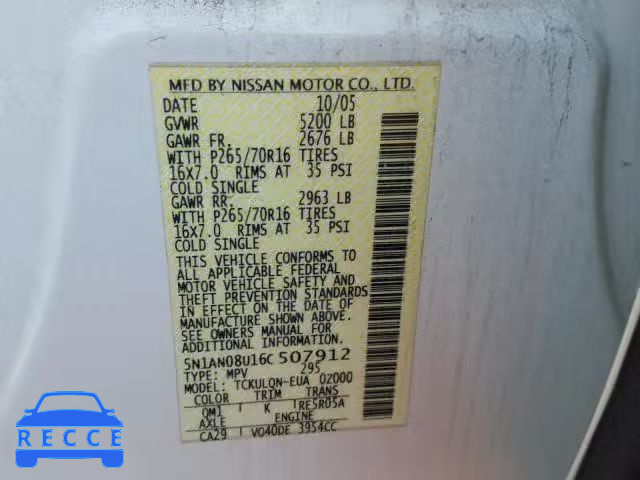 MFD BY NISSAN MOTOR CO., LTD.
DATE 10/05
GVWR 5200 LB
GAWR FR. 2676 LB
WITH P265/70R16 TIRES
16X7.0 RIMS AT 35 PSI
COLD SINGLE
GAWR RR. 2963 LB
WITH P265/70R16 TIRES
16X7.0 RIMS AT 35 PSI
COLD SINGLE
THIS VEHICLE CONFORMS TO
ALL APPLICABLE FEDERAL
MOTOR VEHICLE SAFETY AND
THEFT PREVENTION STANDARDS
IN EFFECT ON THE DATE OF
MANUFACTURE SHOWN ABOVE.
SEE OWNERS MANUAL FOR
ADDITIONAL INFORMATION
5N1AN08U16C507912
TYPE: MPV 295
MODEL: TCKULQN-EUA 02000
COLOR TRIM TRANS
QM1 K RE5R05A
AXLE ENGINE
CA29 VQ40DE 3954CC
RECCE